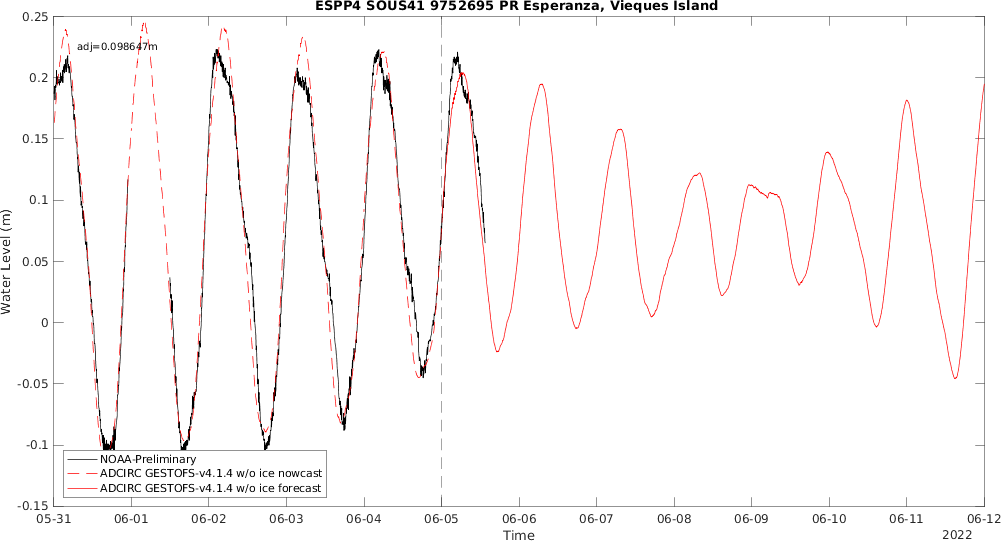 ESPP4 SOUS41 9752695 PR Esperanza, Vieques Island
adj=0.098647m
Water Level (m)
0.25
0.2
0.15
0.1
0.05
0
-0.05
-0.1
-0.15
NOAA-Preliminary
ADCIRC GESTOFS-v4.1.4 w/o ice nowcast
ADCIRC GESTOFS-v4.1.4 w/o ice forecast
05-31 06-01 06-02 06-03 06-04 06-05 06-06 06-07 06-08 06-09 06-10 06-11 06-12
Time
2022